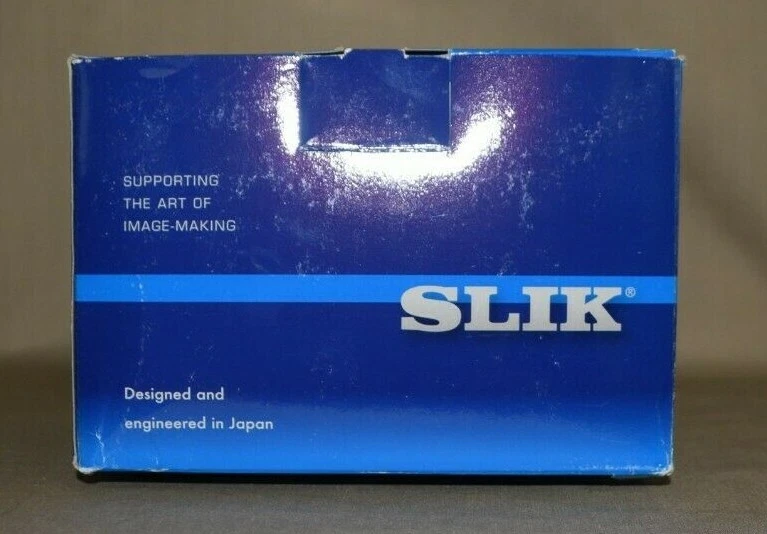 SUPPORTING
THE ART OF
IMAGE-MAKING
SLIK®
Designed and
engineered in Japan